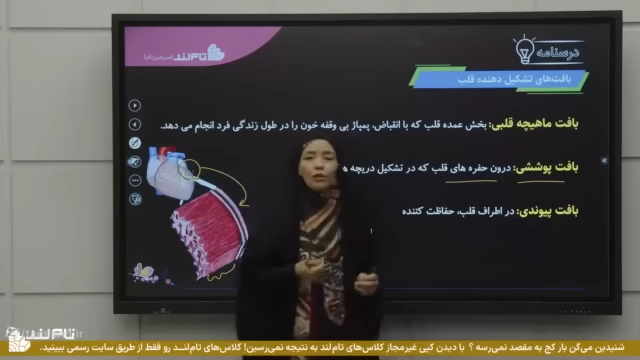 تام‌لند
درسنامه
بافت‌های تشکیل دهنده قلب
بافت ماهیچه قلبی: بخش عمده قلب که با انقباض، پمپاژ بی وقفه خون را در طول زندگی فرد انجام می دهد.
بافت پوششی: درون حفره های قلب که در تشکیل دریچه ه
بافت پیوندی: در اطراف قلب، حفاظت کننده
تام‌لند
شنیدین می‌گن بار کج به مقصد نمی‌رسه ؟ با دیدن کپی غیرمجاز کلاس‌های تام‌لند به نتیجه نمی‌رسین! کلاس‌های تام‌لنـد رو فقط از طریق سایت رسمی ببینید.